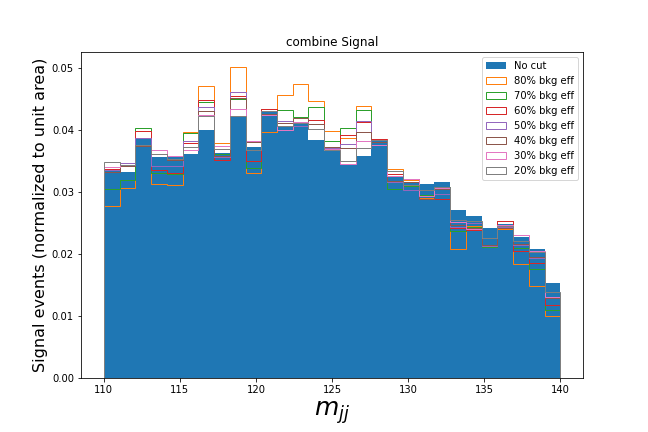 combine Signal
Signal events (normalized to unit area)
0.05
0.04
0.03
0.02
0.01
0.00
No cut
80% bkg eff
70% bkg eff
60% bkg eff
50% bkg eff
40% bkg eff
30% bkg eff
20% bkg eff
110 115 120 125 130 135 140
m_{jj}